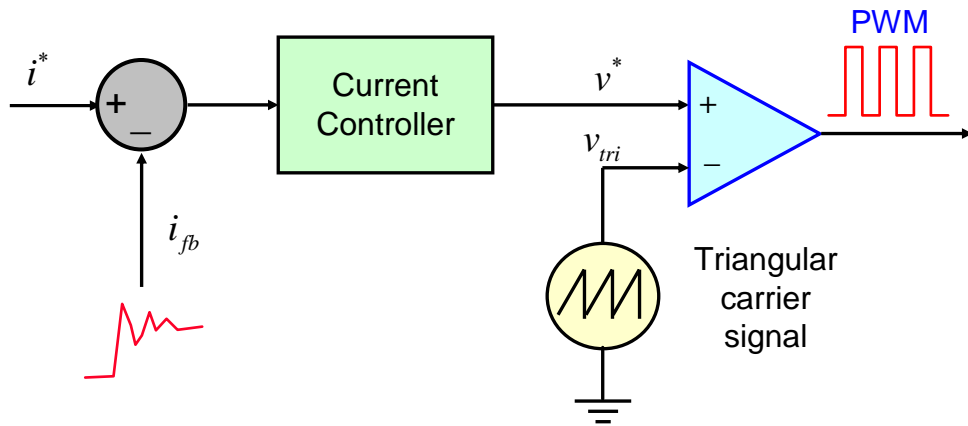 PWM
i*
+
−
Current
Controller
v*
+
v_tri
−
i_fb
Triangular
carrier
signal